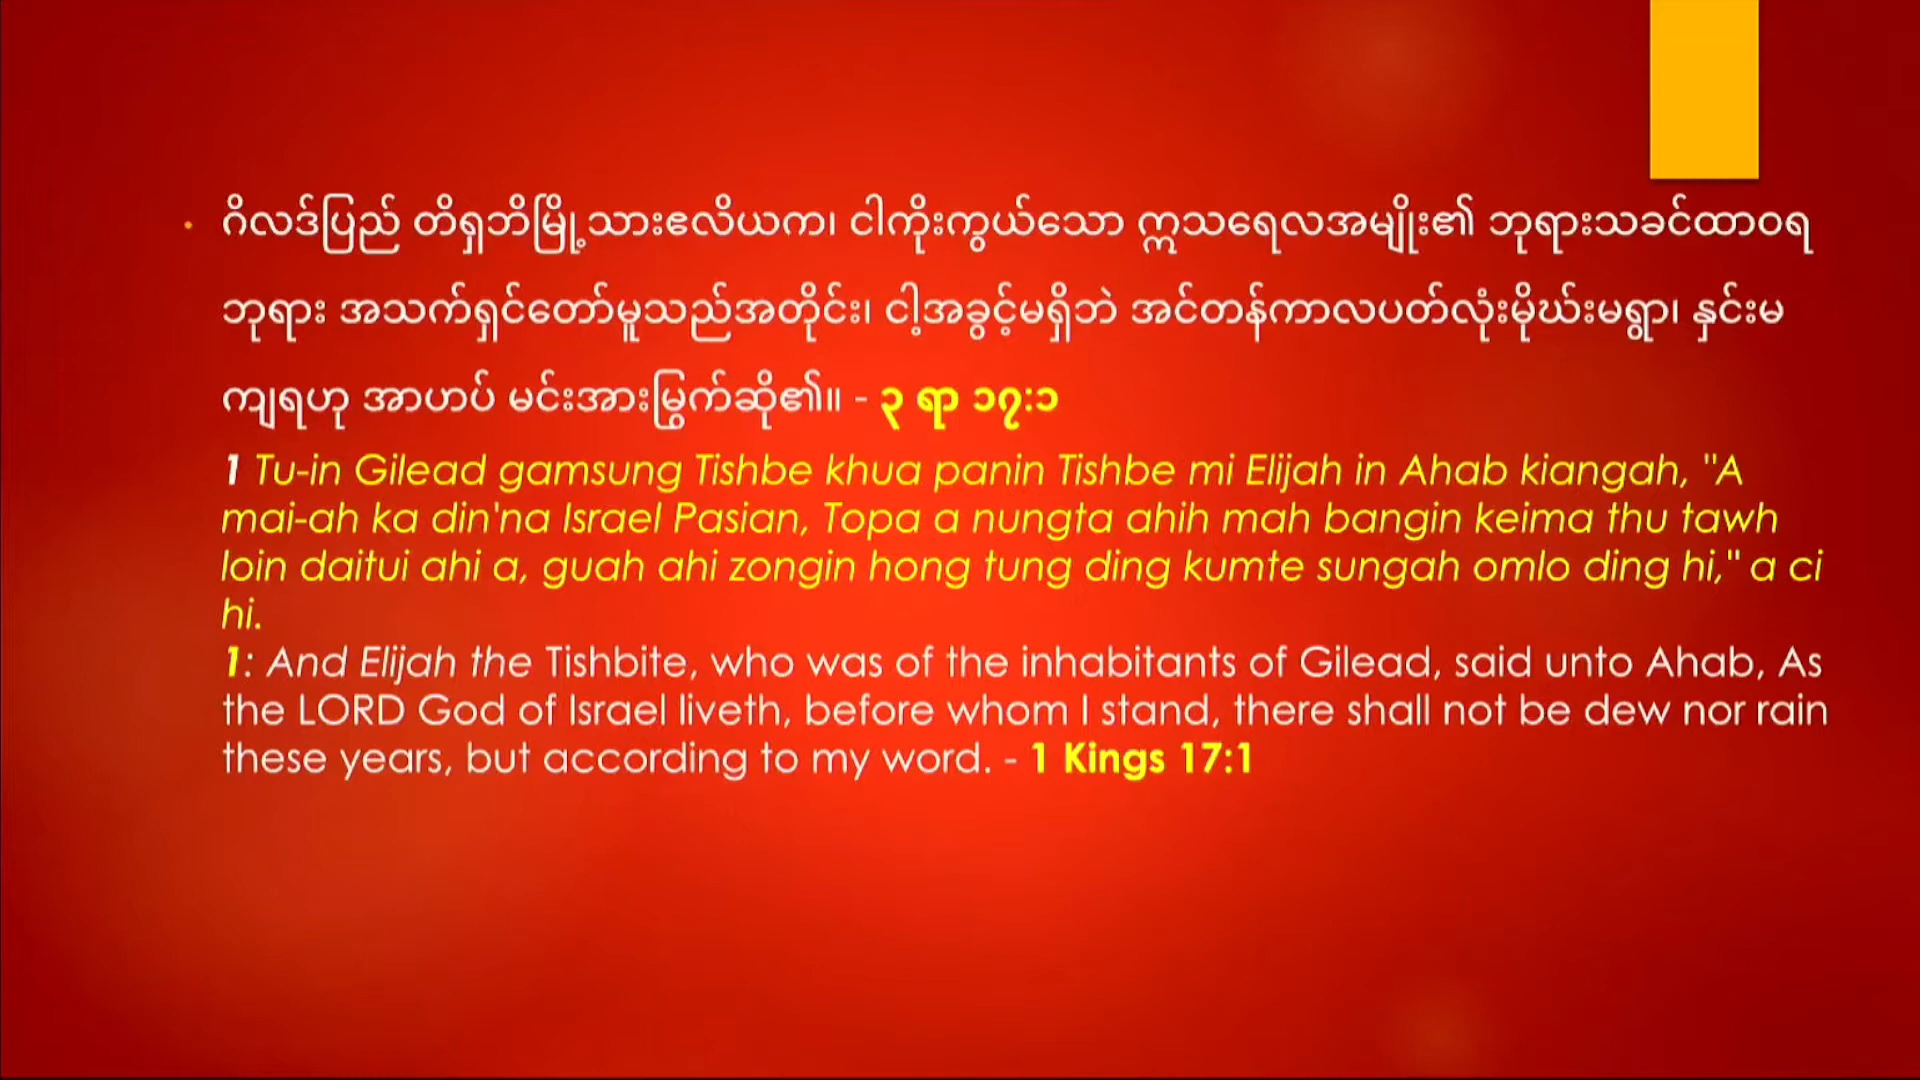 • ဂိလဒ်ပြည် တိရှဘိမြို့သားဧလိယက၊ ငါကိုးကွယ်သော ဣသရေလအမျိုး၏ ဘုရားသခင်ထာဝရ
ဘုရား အသက်ရှင်တော်မူသည်အတိုင်း၊ ငါ့အခွင့်မရှိဘဲ အင်တန်ကာလပတ်လုံးမိုဃ်းမရွာ၊ နှင်းမ
ကျရဟု အာဟပ် မင်းအားမြွက်ဆို၏။ - ၃ ရာ ၁၇:၁
1 Tu-in Gilead gamsung Tishbe khua panin Tishbe mi Elijah in Ahab kiangah, "A
mai-ah ka din'na Israel Pasian, Topa a nungta ahih mah bangin keima thu tawh
loin daitui ahi a, guah ahi zongin hong tung ding kumte sungah omlo ding hi," a ci
hi.
1: And Elijah the Tishbite, who was of the inhabitants of Gilead, said unto Ahab, As
the LORD God of Israel liveth, before whom I stand, there shall not be dew nor rain
these years, but according to my word. - 1 Kings 17:1